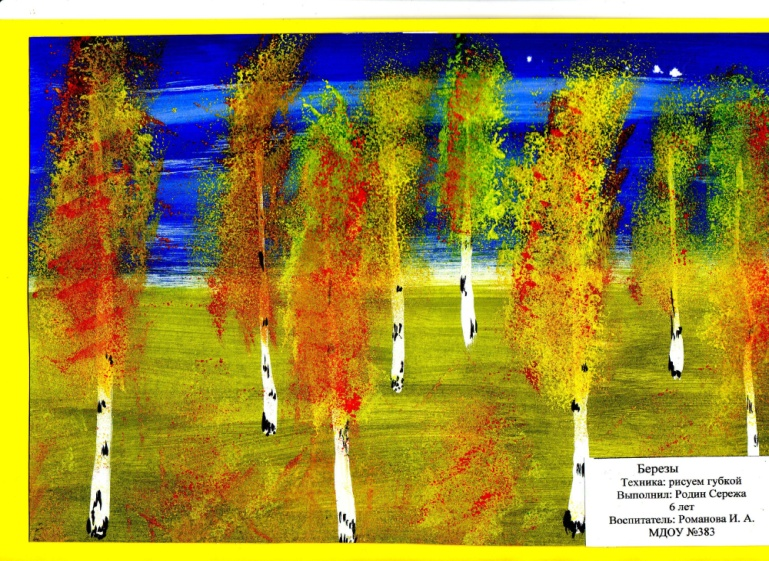 Березы
Техника: рисуем губкой
Выполнил: Родин Сережа
6 лет
Воспитатель: Романова И. А.
МДОУ №383